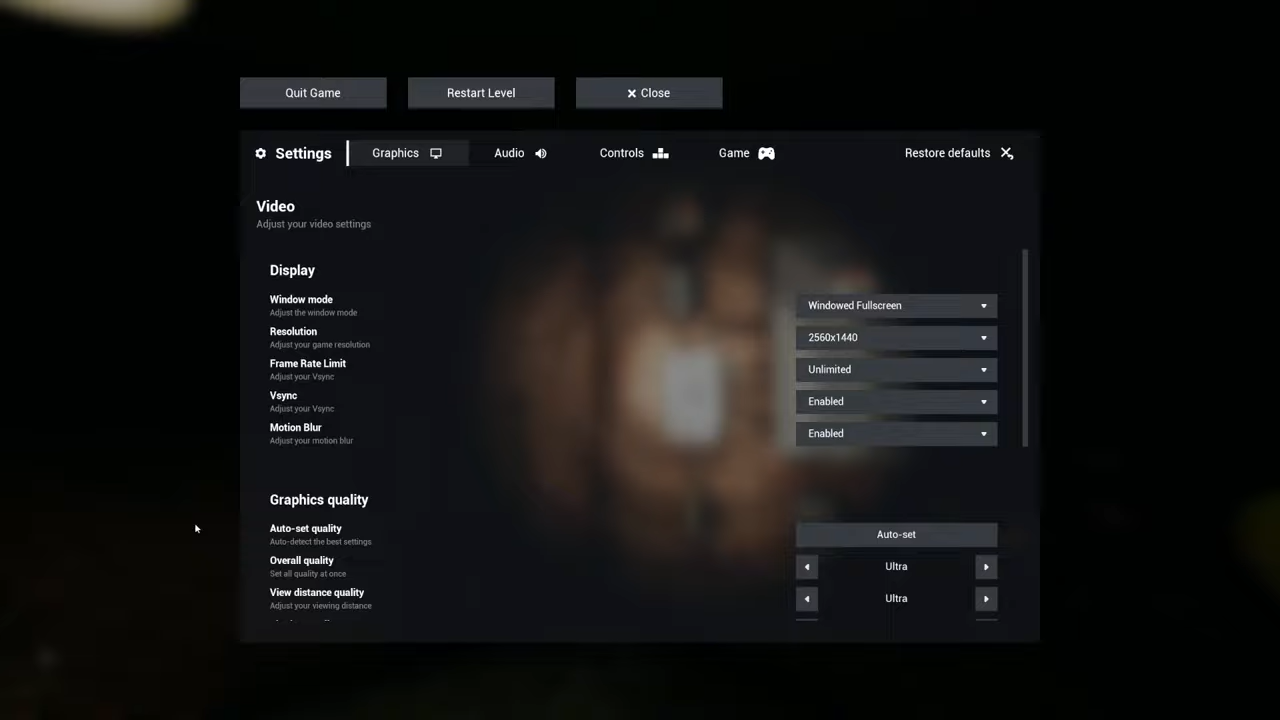 Quit Game
Restart Level
Close
Settings
Graphics
Audio
Controls
Game
Restore defaults
Video
Adjust your video settings
Display
Window mode
Adjust the window mode
Windowed Fullscreen
Resolution
Adjust your game resolution
2560x1440
Frame Rate Limit
Adjust your Vsync
Unlimited
Vsync
Adjust your Vsync
Enabled
Motion Blur
Adjust your motion blur
Enabled
Graphics quality
Auto-set quality
Auto-detect the best settings
Auto-set
Overall quality
Set all quality at once
Ultra
View distance quality
Adjust your viewing distance
Ultra